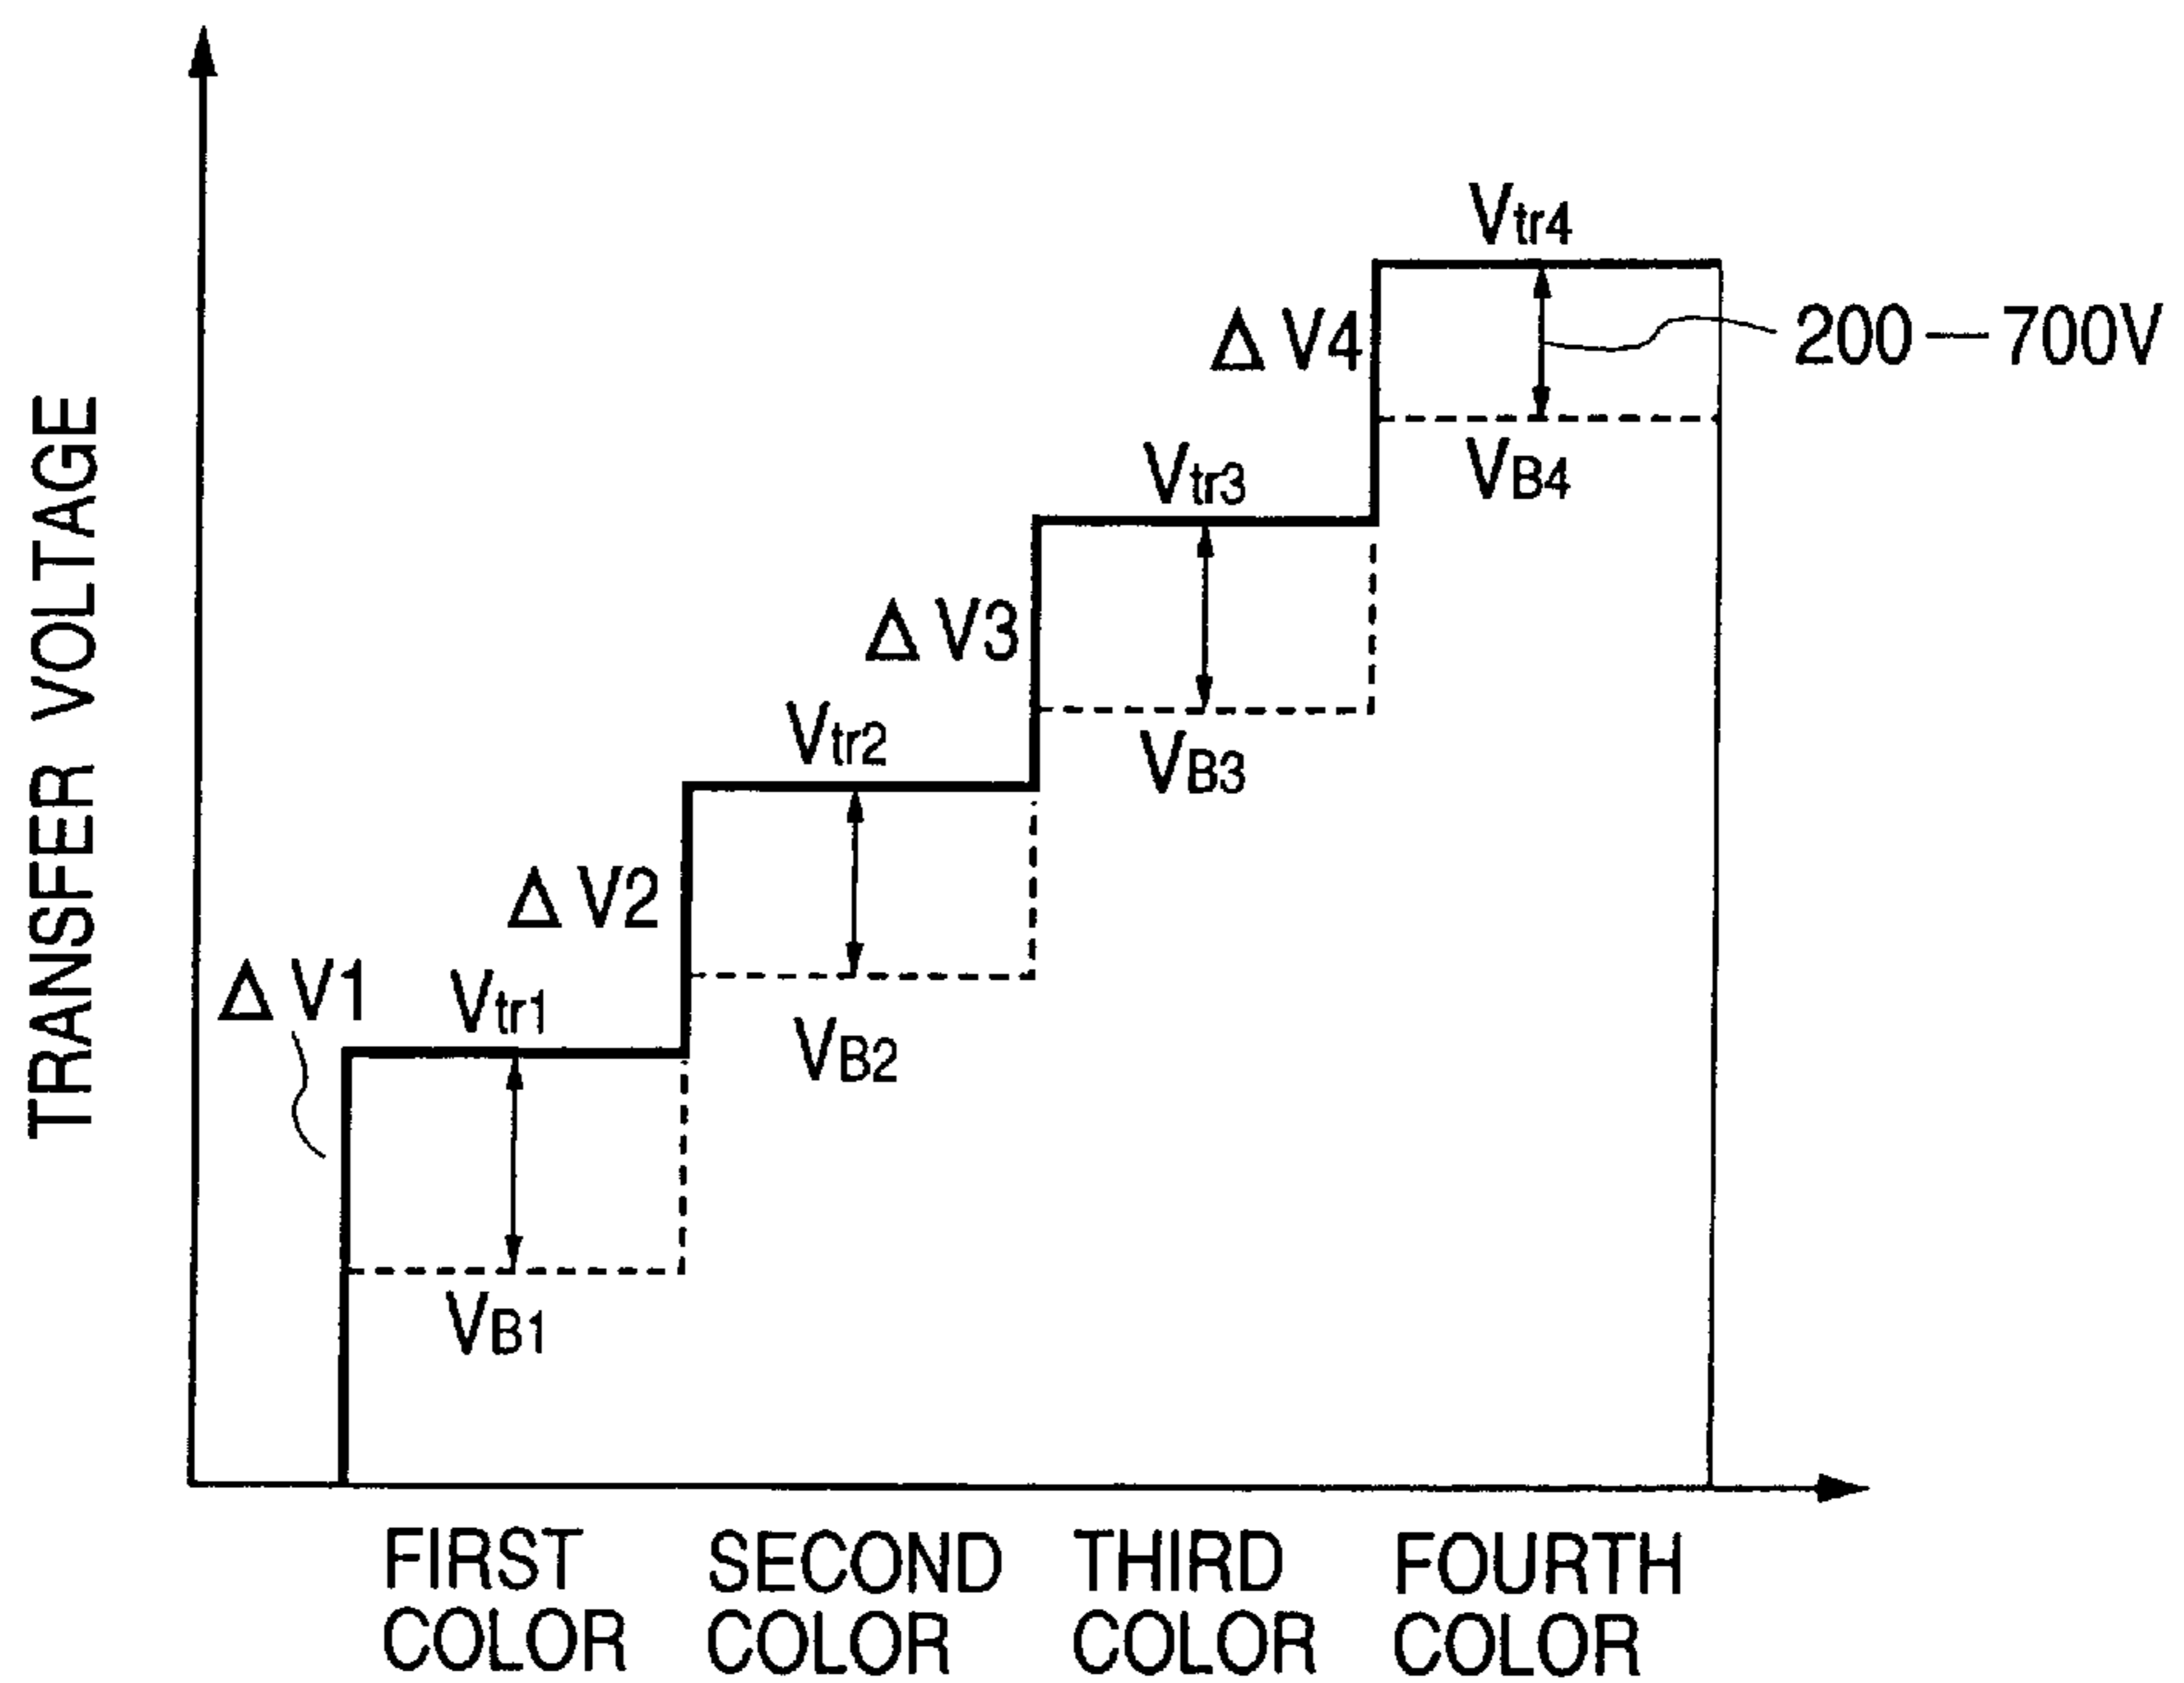 TRANSFER VOLTAGE
Vtr4
ΔV4
200-700V
VB4
Vtr3
ΔV3
VB3
Vtr2
ΔV2
VB2
ΔV1
Vtr1
VB1
FIRST COLOR
SECOND COLOR
THIRD COLOR
FOURTH COLOR